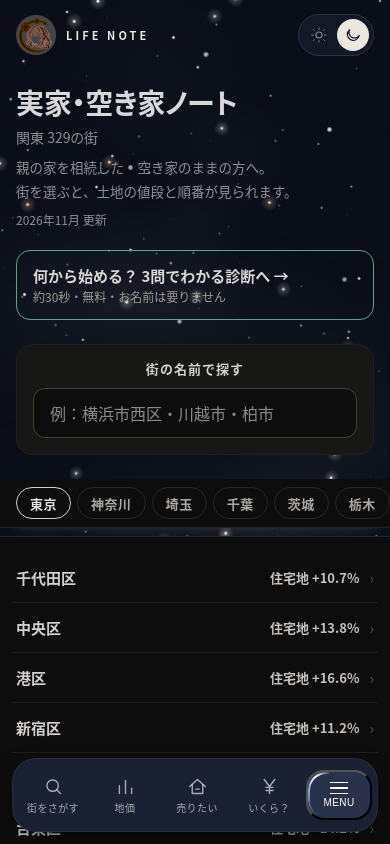 LIFE NOTE
実家・空き家ノート
関東 329の街
親の家を相続した・空き家のままの方へ。
街を選ぶと、土地の値段と順番が見られます。
2026年11月 更新
何から始める？ 3問でわかる診断へ →
約30秒・無料・お名前は要りません
街の名前で探す
例：横浜市西区・川越市・柏市
東京 神奈川 埼玉 千葉 茨城 栃木
千代田区 住宅地 +10.7% ›
中央区 住宅地 +13.8% ›
港区 住宅地 +16.6% ›
新宿区 住宅地 +11.2% ›
街をさがす 地価 売りたい いくら？ MENU